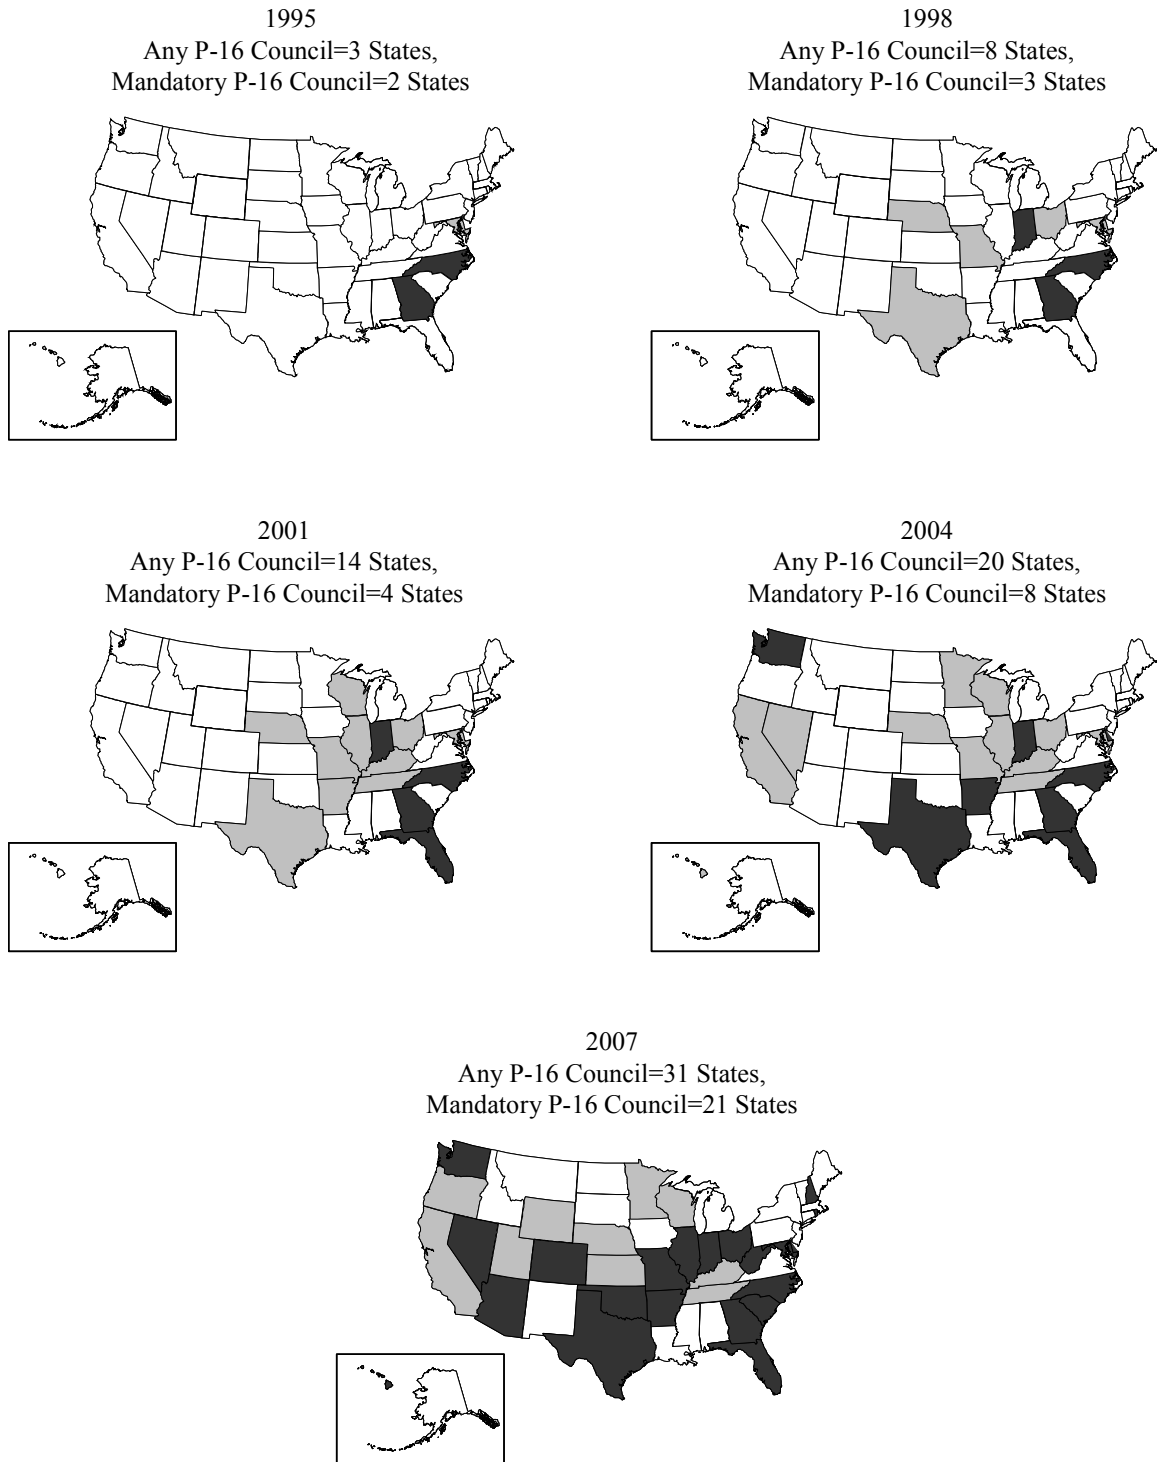 1995
Any P-16 Council=3 States,
Mandatory P-16 Council=2 States
1998
Any P-16 Council=8 States,
Mandatory P-16 Council=3 States
2001
Any P-16 Council=14 States,
Mandatory P-16 Council=4 States
2004
Any P-16 Council=20 States,
Mandatory P-16 Council=8 States
2007
Any P-16 Council=31 States,
Mandatory P-16 Council=21 States